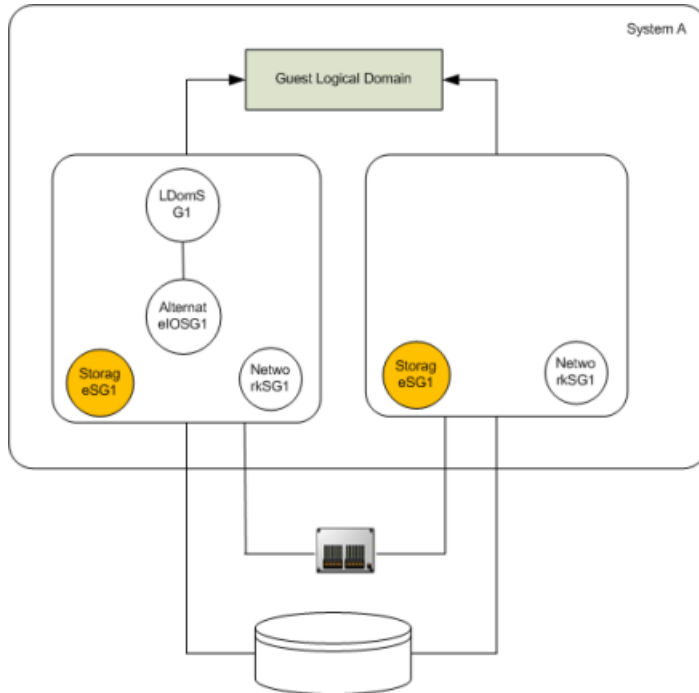 System A
Guest Logical Domain
LDomS
G1
Alternat
eIOSG1
Storag
eSG1
Netwo
rkSG1
Storag
eSG1
Netwo
rkSG1